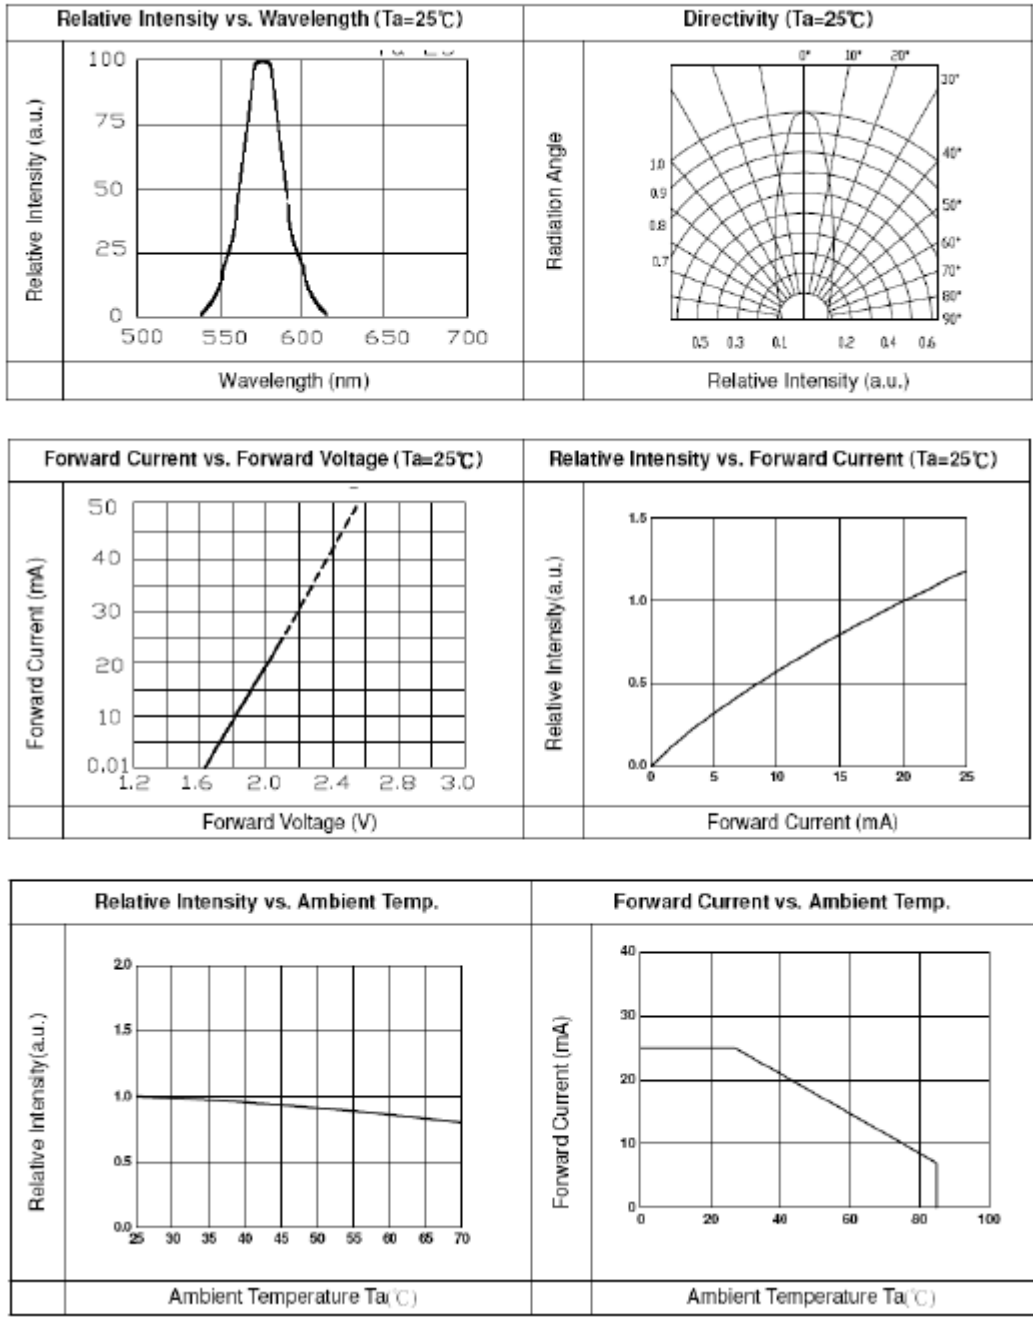 Relative Intensity vs. Wavelength (Ta=25℃)
Directivity (Ta=25℃)
Relative Intensity (a.u.)
100
75
50
25
0
500 550 600 650 700
Wavelength (nm)
Radiation Angle
0° 10° 20°
30°
40°
50°
60°
70°
80°
90°
1.0
0.9
0.8
0.7
0.5 0.3 0.1 0.2 0.4 0.6
Relative Intensity (a.u.)
Forward Current vs. Forward Voltage (Ta=25℃)
Relative Intensity vs. Forward Current (Ta=25℃)
Forward Current (mA)
50
40
30
20
10
0.01
1.2 1.6 2.0 2.4 2.8 3.0
Forward Voltage (V)
Relative Intensity(a.u.)
1.5
1.0
0.5
0.0
0 5 10 15 20 25
Forward Current (mA)
Relative Intensity vs. Ambient Temp.
Forward Current vs. Ambient Temp.
Relative Intensity(a.u.)
2.0
1.5
1.0
0.5
0.0
25 30 35 40 45 50 55 60 65 70
Ambient Temperature Ta(℃)
Forward Current (mA)
40
30
20
10
0
0 20 40 60 80 100
Ambient Temperature Ta(℃)